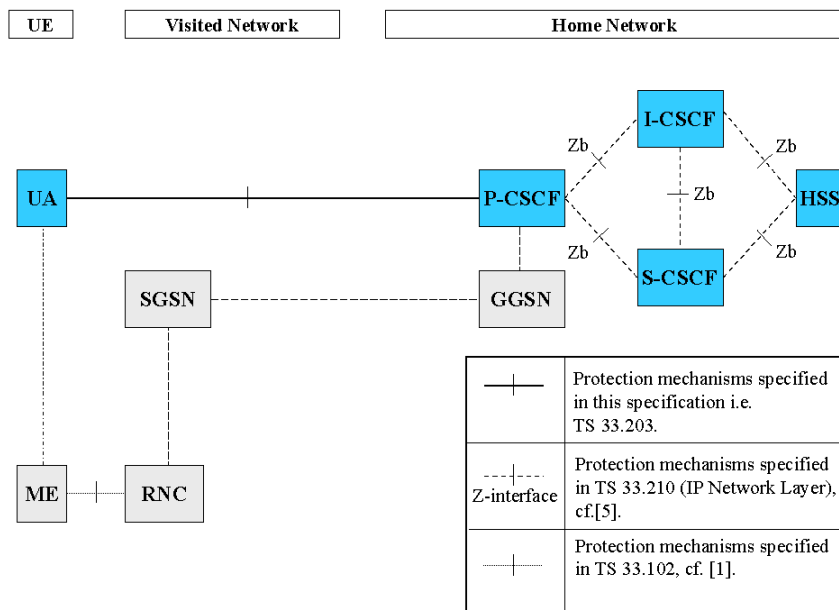 UE
Visited Network
Home Network
I-CSCF
Zb
Zb
UA
P-CSCF
Zb
HSS
Zb
Zb
S-CSCF
SGSN
GGSN
ME
RNC
Protection mechanisms specified
in this specification i.e.
TS 33.203.
Z-interface
Protection mechanisms specified
in TS 33.210 (IP Network Layer),
cf.[5].
Protection mechanisms specified
in TS 33.102, cf. [1].